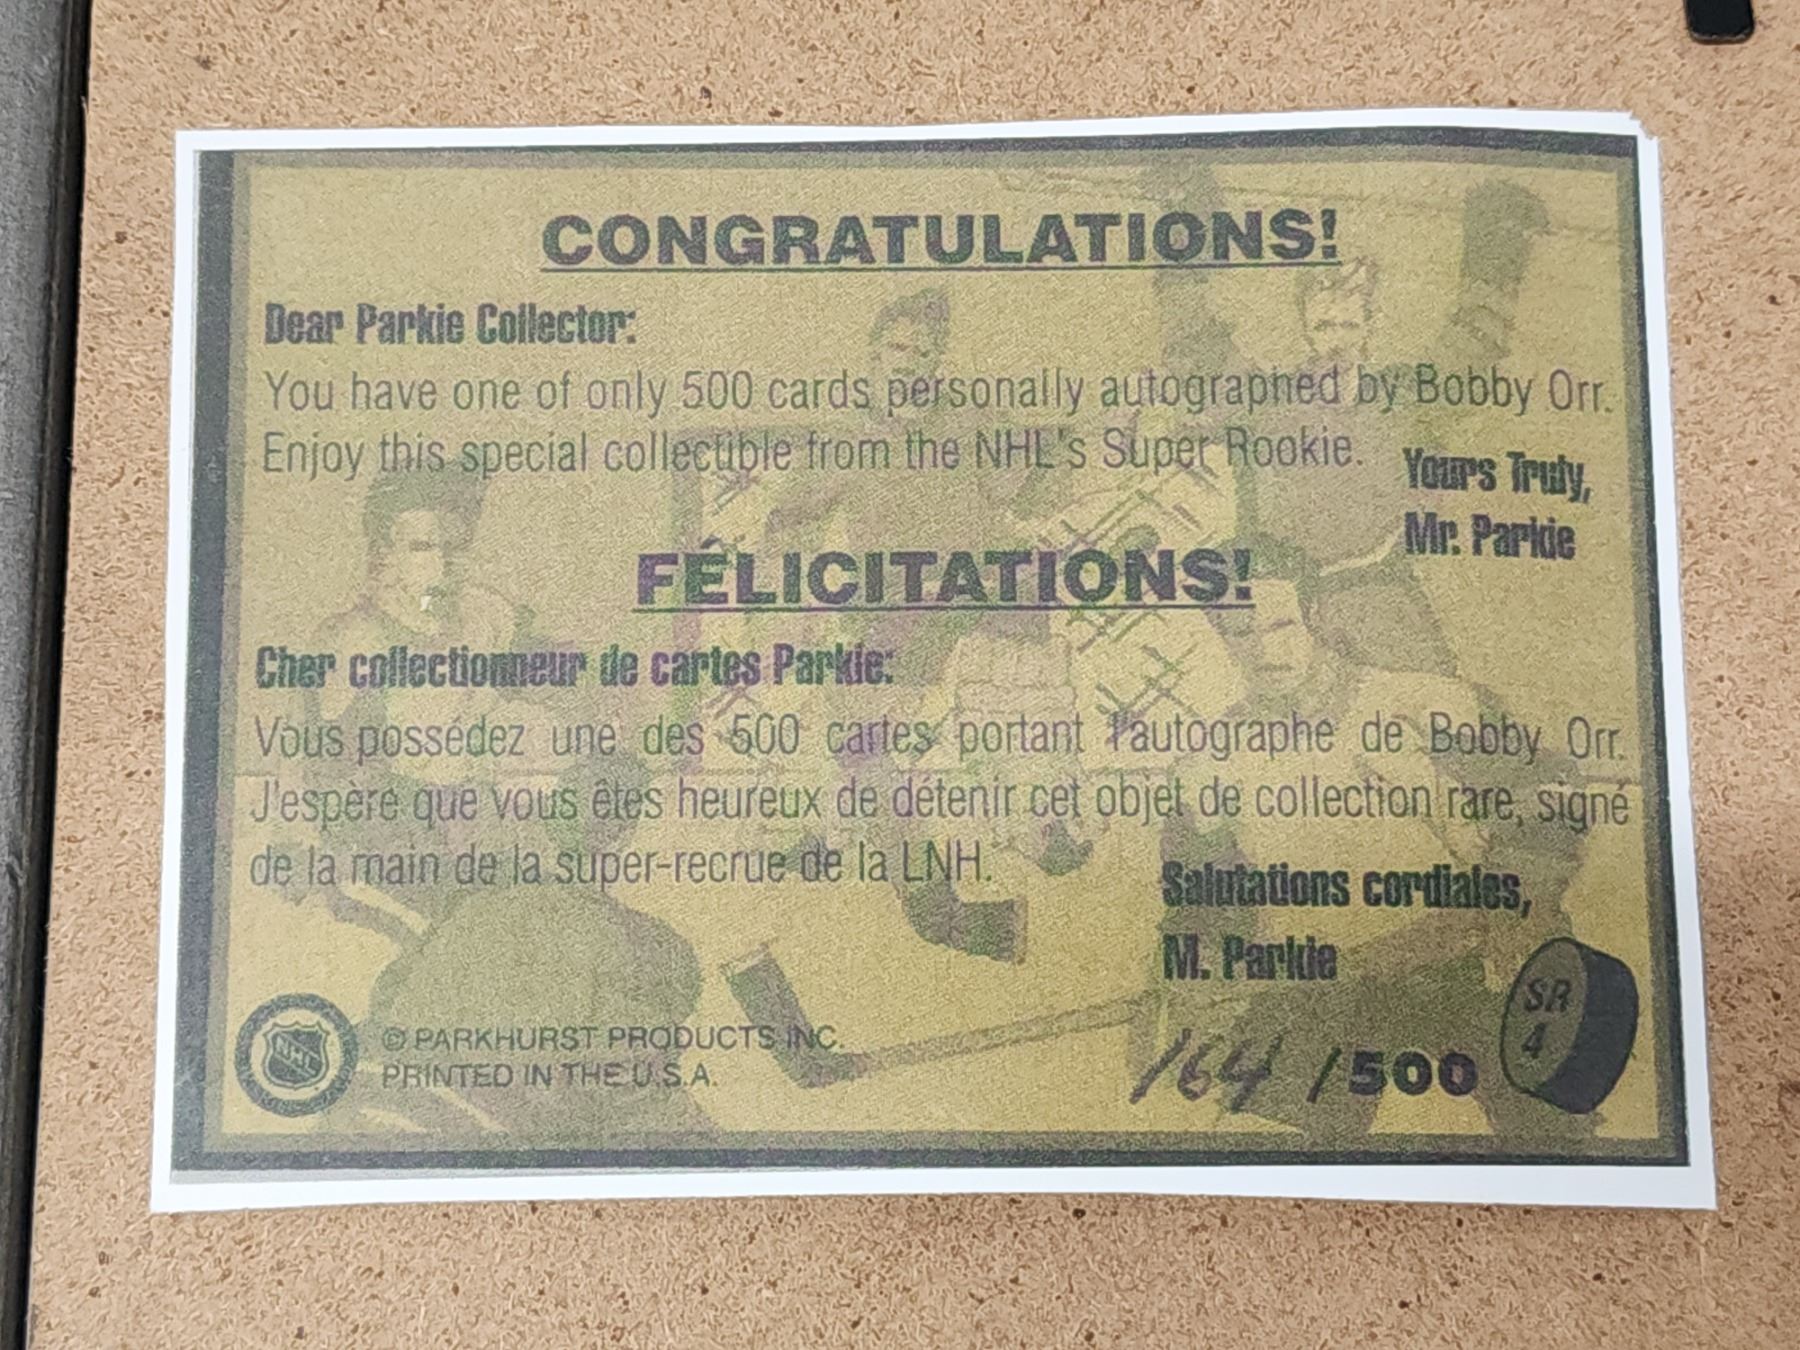 CONGRATULATIONS!
Dear Parkie Collector:
You have one of only 500 cards personally autographed by Bobby Orr.
Enjoy this special collectible from the NHL's Super Rookie.
Yours Truly,
Mr. Parkie
FÉLICITATIONS!
Cher collectionneur de cartes Parkie:
Vous possédez une des 500 cartes portant l'autographe de Bobby Orr.
J'espère que vous êtes heureux de détenir cet objet de collection rare, signé
de la main de la super-recrue de la LNH.
Salutations cordiales,
M. Parkie
NHL
© PARKHURST PRODUCTS INC.
PRINTED IN THE U.S.A.
164 /500
SR
4